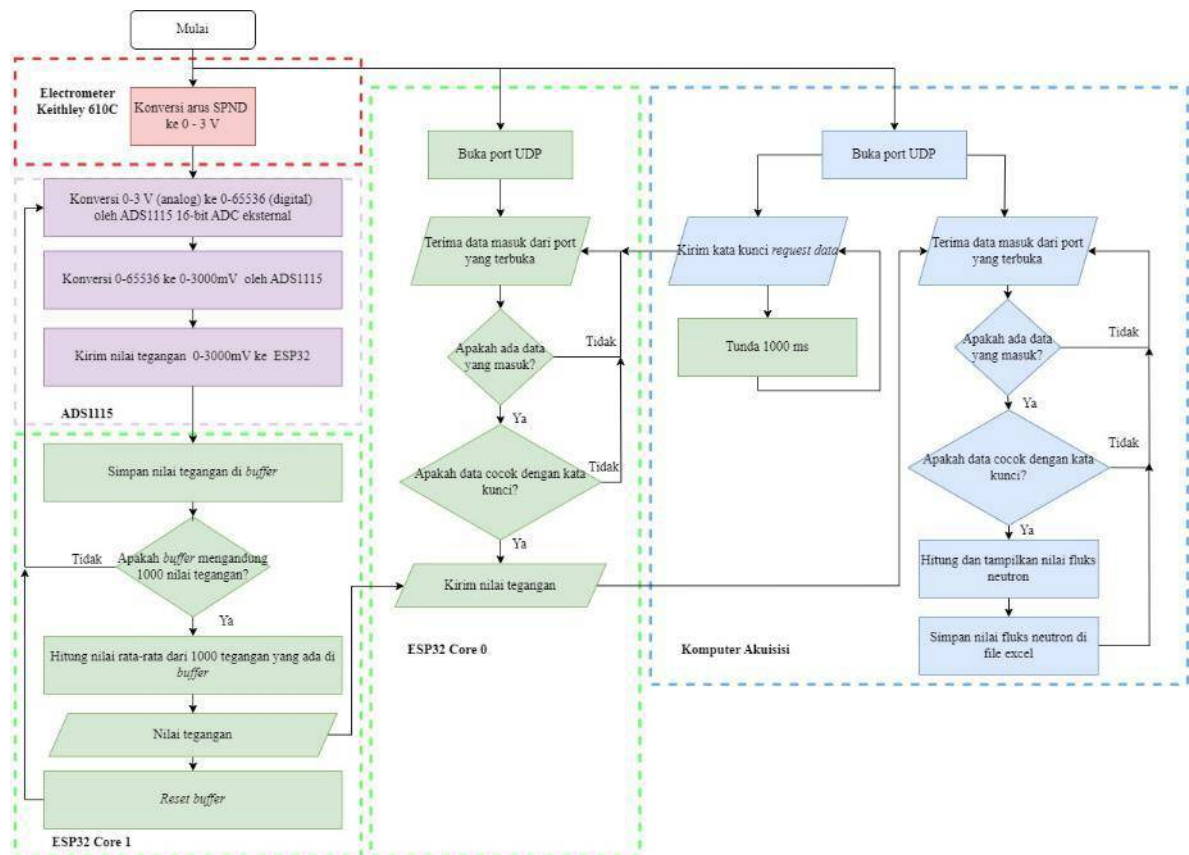 Mulai
Electrometer
Keithley 610C
Konversi arus SPND
ke 0 - 3 V
Konversi 0-3 V (analog) ke 0-65536 (digital)
oleh ADS1115 16-bit ADC eksternal
Konversi 0-65536 ke 0-3000mV oleh ADS1115
Kirim nilai tegangan 0-3000mV ke ESP32
ADS1115
Simpan nilai tegangan di buffer
Tidak
Apakah buffer mengandung
1000 nilai tegangan?
Ya
Hitung nilai rata-rata dari 1000 tegangan yang ada di
buffer
Nilai tegangan
Reset buffer
ESP32 Core 1
Buka port UDP
Terima data masuk dari port
yang terbuka
Tidak
Apakah ada data
yang masuk?
Ya
Tidak
Apakah data cocok dengan kata
kunci?
Ya
Kirim nilai tegangan
ESP32 Core 0
Buka port UDP
Kirim kata kunci request data
Tunda 1000 ms
Terima data masuk dari port
yang terbuka
Tidak
Apakah ada data
yang masuk?
Ya
Tidak
Apakah data cocok dengan kata
kunci?
Ya
Hitung dan tampilkan nilai fluks
neutron
Simpan nilai fluks neutron di
file excel
Komputer Akuisisi